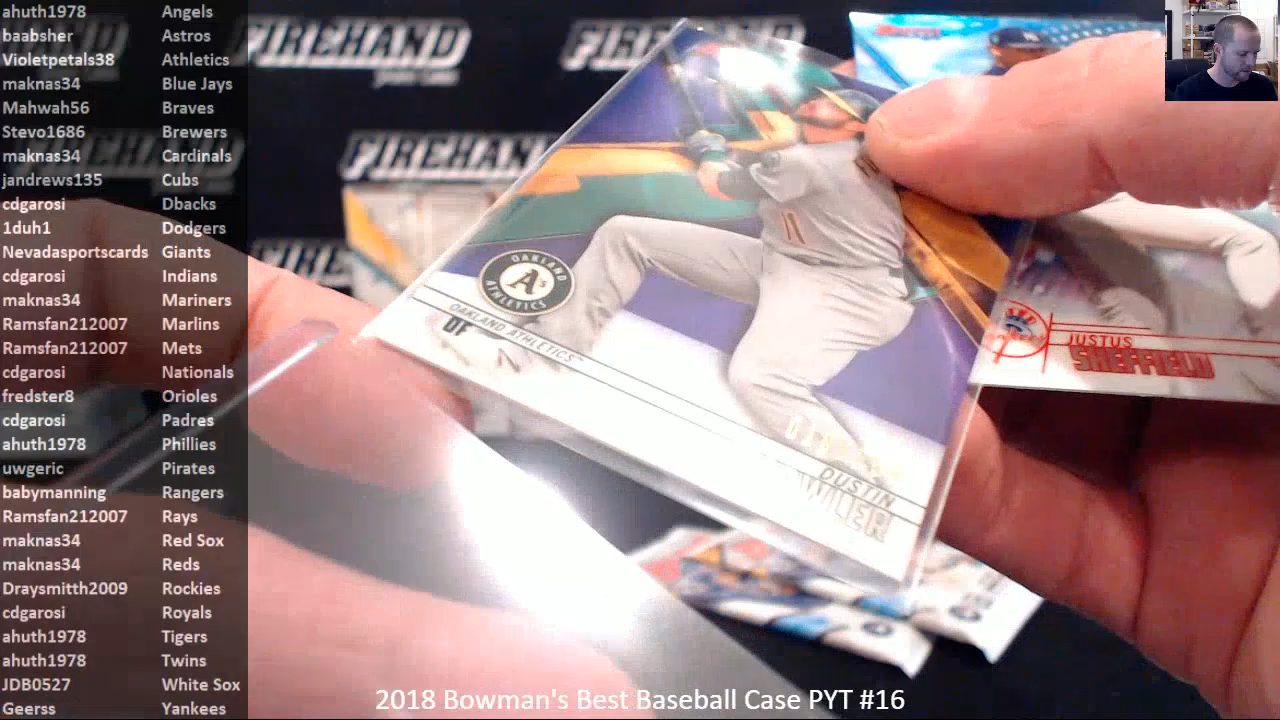 ahuth1978 Angels
baabsher Astros
Violetpetals38 Athletics
maknas34 Blue Jays
Mahwah56 Braves
Stevo1686 Brewers
maknas34 Cardinals
jandrews135 Cubs
cdgarosi Dbacks
1duh1 Dodgers
Nevadasportscards Giants
cdgarosi Indians
maknas34 Mariners
Ramsfan212007 Marlins
Ramsfan212007 Mets
cdgarosi Nationals
fredster8 Orioles
cdgarosi Padres
ahuth1978 Phillies
uwgeric Pirates
babymanning Rangers
Ramsfan212007 Rays
maknas34 Red Sox
maknas34 Reds
Draysmitth2009 Rockies
cdgarosi Royals
ahuth1978 Tigers
ahuth1978 Twins
JDB0527 White Sox
Geerss Yankees
FIREHAND
FIREHAND
FIREHAND
OAKLAND
A's
ATHLETICS
OAKLAND ATHLETICS
OF
DUSTIN
JUSTUS
SHEFFIELD
2018 Bowman's Best Baseball Case PYT #16